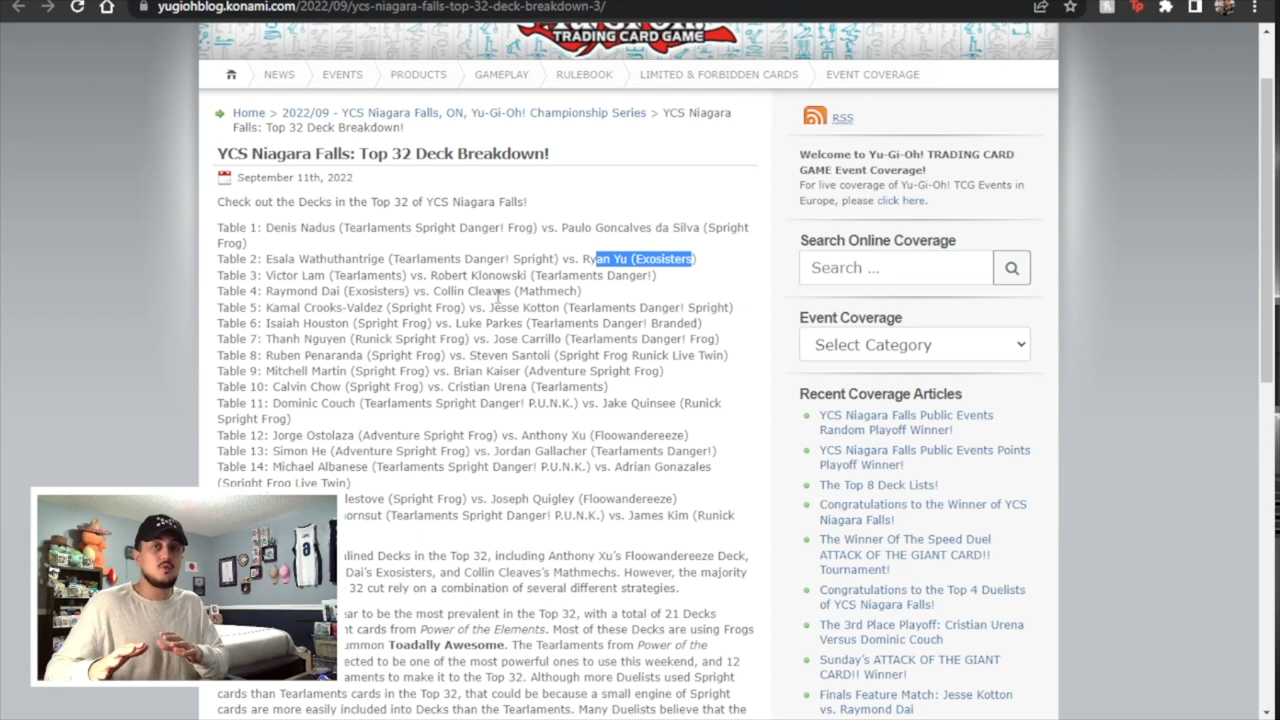 yugiohblog.konami.com/2022/09/ycs-niagara-falls-top-32-deck-breakdown-3/
TRADING CARD GAME
NEWS EVENTS PRODUCTS GAMEPLAY RULEBOOK LIMITED & FORBIDDEN CARDS EVENT COVERAGE
Home > 2022/09 - YCS Niagara Falls, ON, Yu-Gi-Oh! Championship Series > YCS Niagara
Falls: Top 32 Deck Breakdown!
YCS Niagara Falls: Top 32 Deck Breakdown!
September 11th, 2022
Check out the Decks in the Top 32 of YCS Niagara Falls!
Table 1: Denis Nadus (Tearlaments Spright Danger! Frog) vs. Paulo Goncalves da Silva (Spright
Frog)
Table 2: Esala Wathuthantrige (Tearlaments Danger! Spright) vs. Ryan Yu (Exosisters)
Table 3: Victor Lam (Tearlaments) vs. Robert Klonowski (Tearlaments Danger!)
Table 4: Raymond Dai (Exosisters) vs. Collin Cleaves (Mathmech)
Table 5: Kamal Crooks-Valdez (Spright Frog) vs. Jesse Kotton (Tearlaments Danger! Spright)
Table 6: Isaiah Houston (Spright Frog) vs. Luke Parkes (Tearlaments Danger! Branded)
Table 7: Thanh Nguyen (Runick Spright Frog) vs. Jose Carrillo (Tearlaments Danger! Frog)
Table 8: Ruben Penaranda (Spright Frog) vs. Steven Santoli (Spright Frog Runick Live Twin)
Table 9: Mitchell Martin (Spright Frog) vs. Brian Kaiser (Adventure Spright Frog)
Table 10: Calvin Chow (Spright Frog) vs. Cristian Urena (Tearlaments)
Table 11: Dominic Couch (Tearlaments Spright Danger! P.U.N.K.) vs. Jake Quinsee (Runick
Spright Frog)
Table 12: Jorge Ostolaza (Adventure Spright Frog) vs. Anthony Xu (Floowandereeze)
Table 13: Simon He (Adventure Spright Frog) vs. Jordan Gallacher (Tearlaments Danger!)
Table 14: Michael Albanese (Tearlaments Spright Danger! P.U.N.K.) vs. Adrian Gonazales
(Spright Frog Live Twin)
lestove (Spright Frog) vs. Joseph Quigley (Floowandereeze)
hornsut (Tearlaments Spright Danger! P.U.N.K.) vs. James Kim (Runick
lined Decks in the Top 32, including Anthony Xu's Floowandereeze Deck,
Dai's Exosisters, and Collin Cleaves's Mathmechs. However, the majority
32 cut rely on a combination of several different strategies.
ear to be the most prevalent in the Top 32, with a total of 21 Decks
t cards from Power of the Elements. Most of these Decks are using Frogs
ummon Toadally Awesome. The Tearlaments from Power of the
ected to be one of the most powerful ones to use this weekend, and 12
aments to make it to the Top 32. Although more Duelists used Spright
cards than Tearlaments cards in the Top 32, that could be because a small engine of Spright
cards are more easily included into Decks than the Tearlaments. Many Duelists believe that the
RSS
Welcome to Yu-Gi-Oh! TRADING CARD
GAME Event Coverage!
For live coverage of Yu-Gi-Oh! TCG Events in
Europe, please click here.
Search Online Coverage
Search ...
Event Coverage
Select Category
Recent Coverage Articles
YCS Niagara Falls Public Events
Random Playoff Winner!
YCS Niagara Falls Public Events Points
Playoff Winner!
The Top 8 Deck Lists!
Congratulations to the Winner of YCS
Niagara Falls!
The Winner Of The Speed Duel
ATTACK OF THE GIANT CARD!!
Tournament!
Congratulations to the Top 4 Duelists
of YCS Niagara Falls!
The 3rd Place Playoff: Cristian Urena
Versus Dominic Couch
Sunday's ATTACK OF THE GIANT
CARD!! Winner!
Finals Feature Match: Jesse Kotton
vs. Raymond Dai